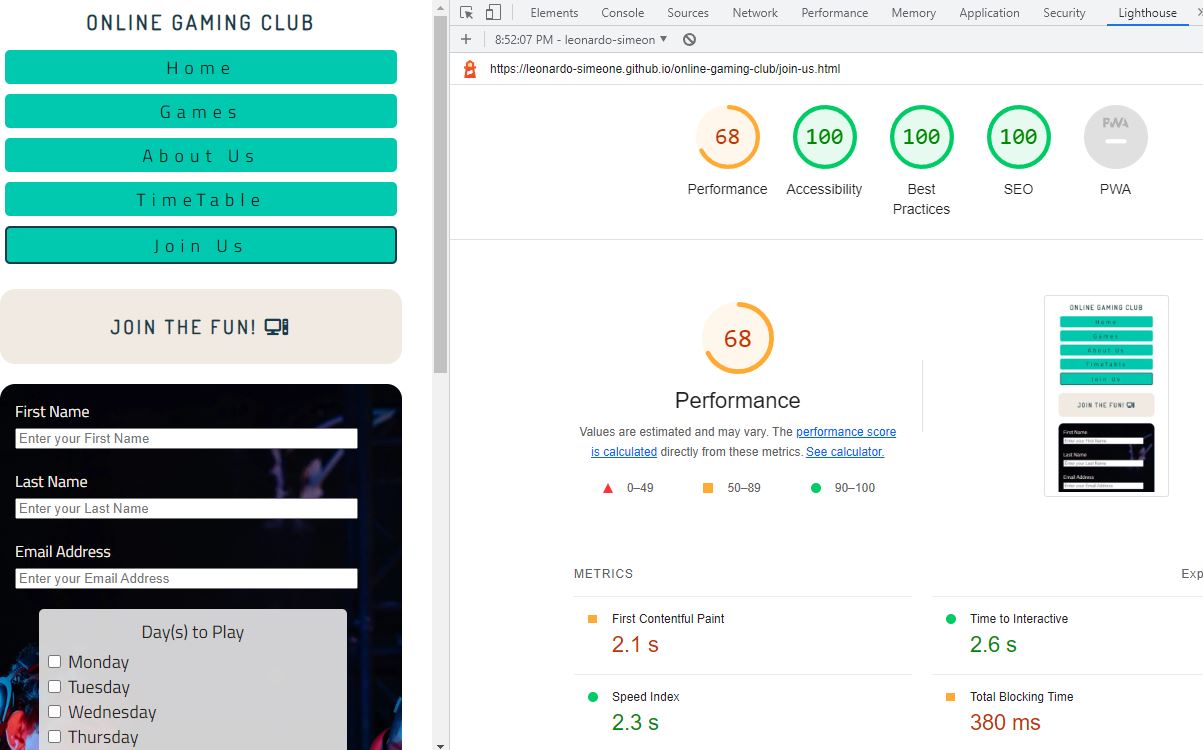 ONLINE GAMING CLUB
Home
Games
About Us
TimeTable
Join Us
JOIN THE FUN!
First Name
Enter your First Name
Last Name
Enter your Last Name
Email Address
Enter your Email Address
Day(s) to Play
Monday
Tuesday
Wednesday
Thursday
Elements Console Sources Network Performance Memory Application Security Lighthouse
8:52:07 PM - leonardo-simeon
https://leonardo-simeone.github.io/online-gaming-club/join-us.html
68 100 100 100 PWA
Performance Accessibility Best Practices SEO PWA
68
Performance
Values are estimated and may vary. The performance score
is calculated directly from these metrics. See calculator.
0–49 50–89 90–100
ONLINE GAMING CLUB
Home
Games
About Us
TimeTable
Join Us
JOIN THE FUN!
First Name
Enter your First Name
Last Name
Enter your Last Name
Email Address
Enter your Email Address
METRICS
Exp
First Contentful Paint
2.1 s
Time to Interactive
2.6 s
Speed Index
2.3 s
Total Blocking Time
380 ms